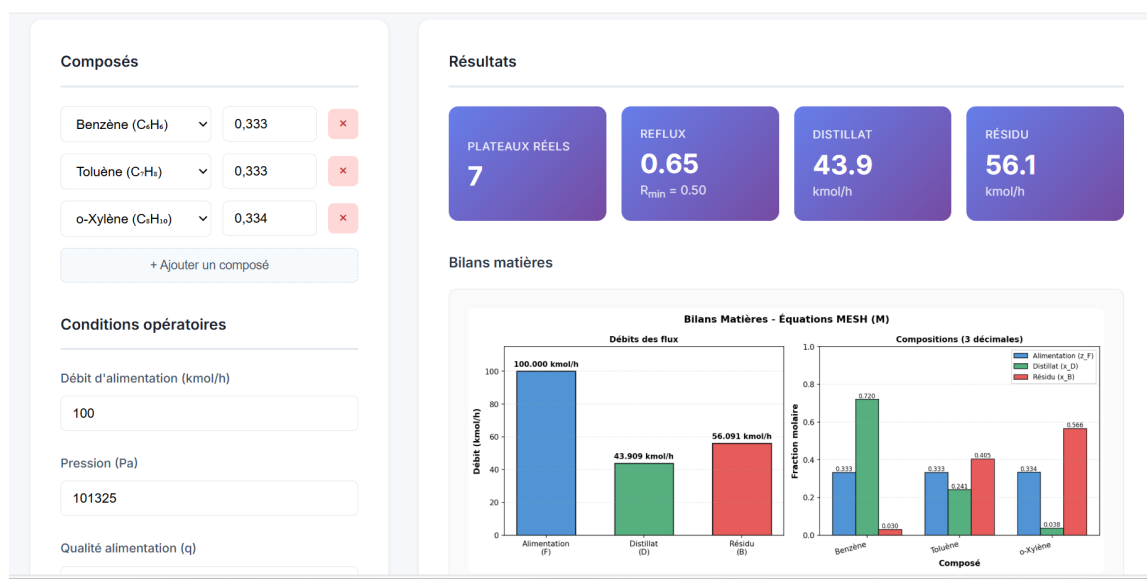 Composés
Benzène (C₆H₆)
0,333
×
Toluène (C₇H₈)
0,333
×
o-Xylène (C₈H₁₀)
0,334
×
+ Ajouter un composé
Conditions opératoires
Débit d'alimentation (kmol/h)
100
Pression (Pa)
101325
Qualité alimentation (q)
Résultats
PLATEAUX RÉELS
7
REFLUX
0.65
Rmin = 0.50
DISTILLAT
43.9
kmol/h
RÉSIDU
56.1
kmol/h
Bilans matières
Bilans Matières - Équations MESH (M)
Débits des flux
Débit (kmol/h)
100
80
60
40
20
0
100.000 kmol/h
43.909 kmol/h
56.091 kmol/h
Alimentation
(F)
Distillat
(D)
Résidu
(B)
Compositions (3 décimales)
Fraction molaire
1.0
0.8
0.6
0.4
0.2
0.0
Alimentation (z_F)
Distillat (x_D)
Résidu (x_B)
0.333
0.720
0.030
0.333
0.241
0.405
0.334
0.038
0.566
Benzène
Toluène
o-Xylène
Composé